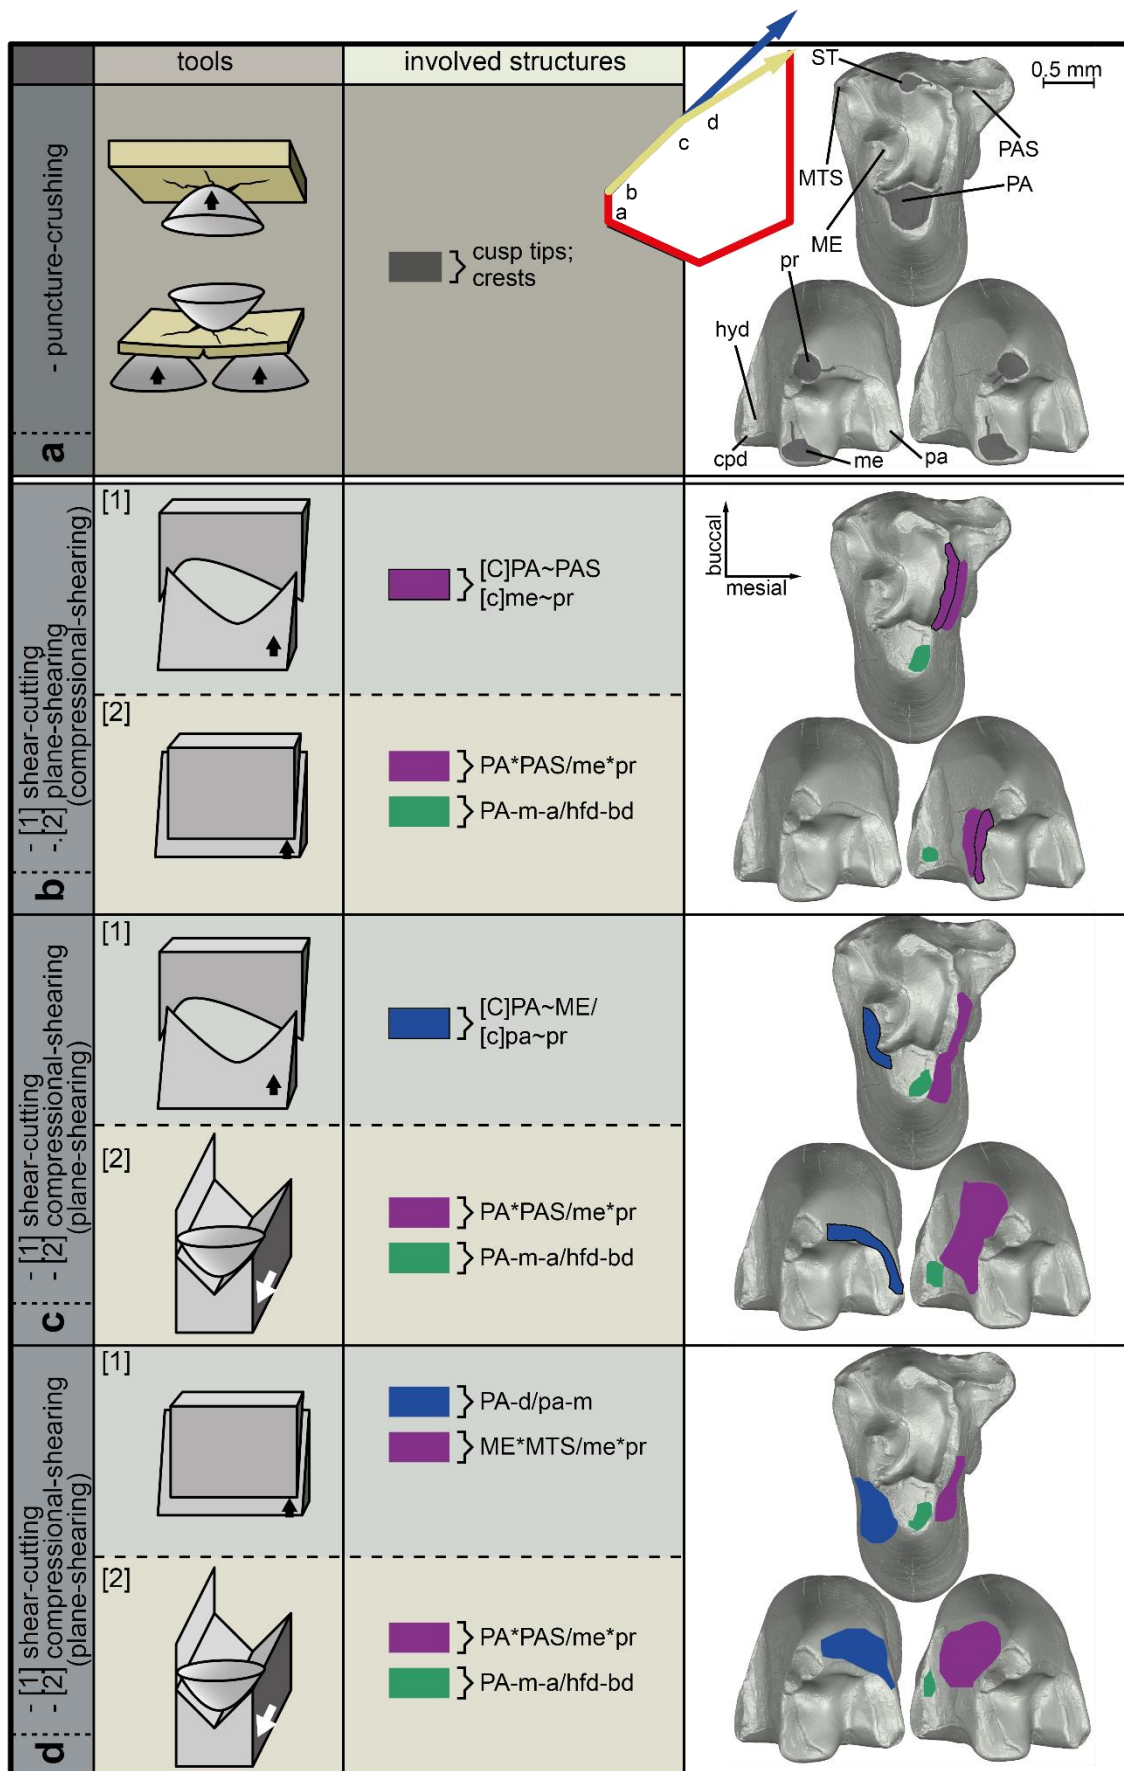 tools
involved structures
- puncture-crushing
a
cusp tips;
crests
a
b
c
d
ST
0.5 mm
MTS
PAS
PA
ME
pr
hyd
cpd
me
pa
- [1] shear-cutting
-.[2] plane-shearing
(compressional-shearing)
b
[1]
[C]PA~PAS
[c]me~pr
[2]
PA*PAS/me*pr
PA-m-a/hfd-bd
buccal
mesial
- [1] shear-cutting
- [2] compressional-shearing
(plane-shearing)
c
[1]
[C]PA~ME/
[c]pa~pr
[2]
PA*PAS/me*pr
PA-m-a/hfd-bd
- [1] shear-cutting
- [2] compressional-shearing
(plane-shearing)
d
[1]
PA-d/pa-m
ME*MTS/me*pr
[2]
PA*PAS/me*pr
PA-m-a/hfd-bd